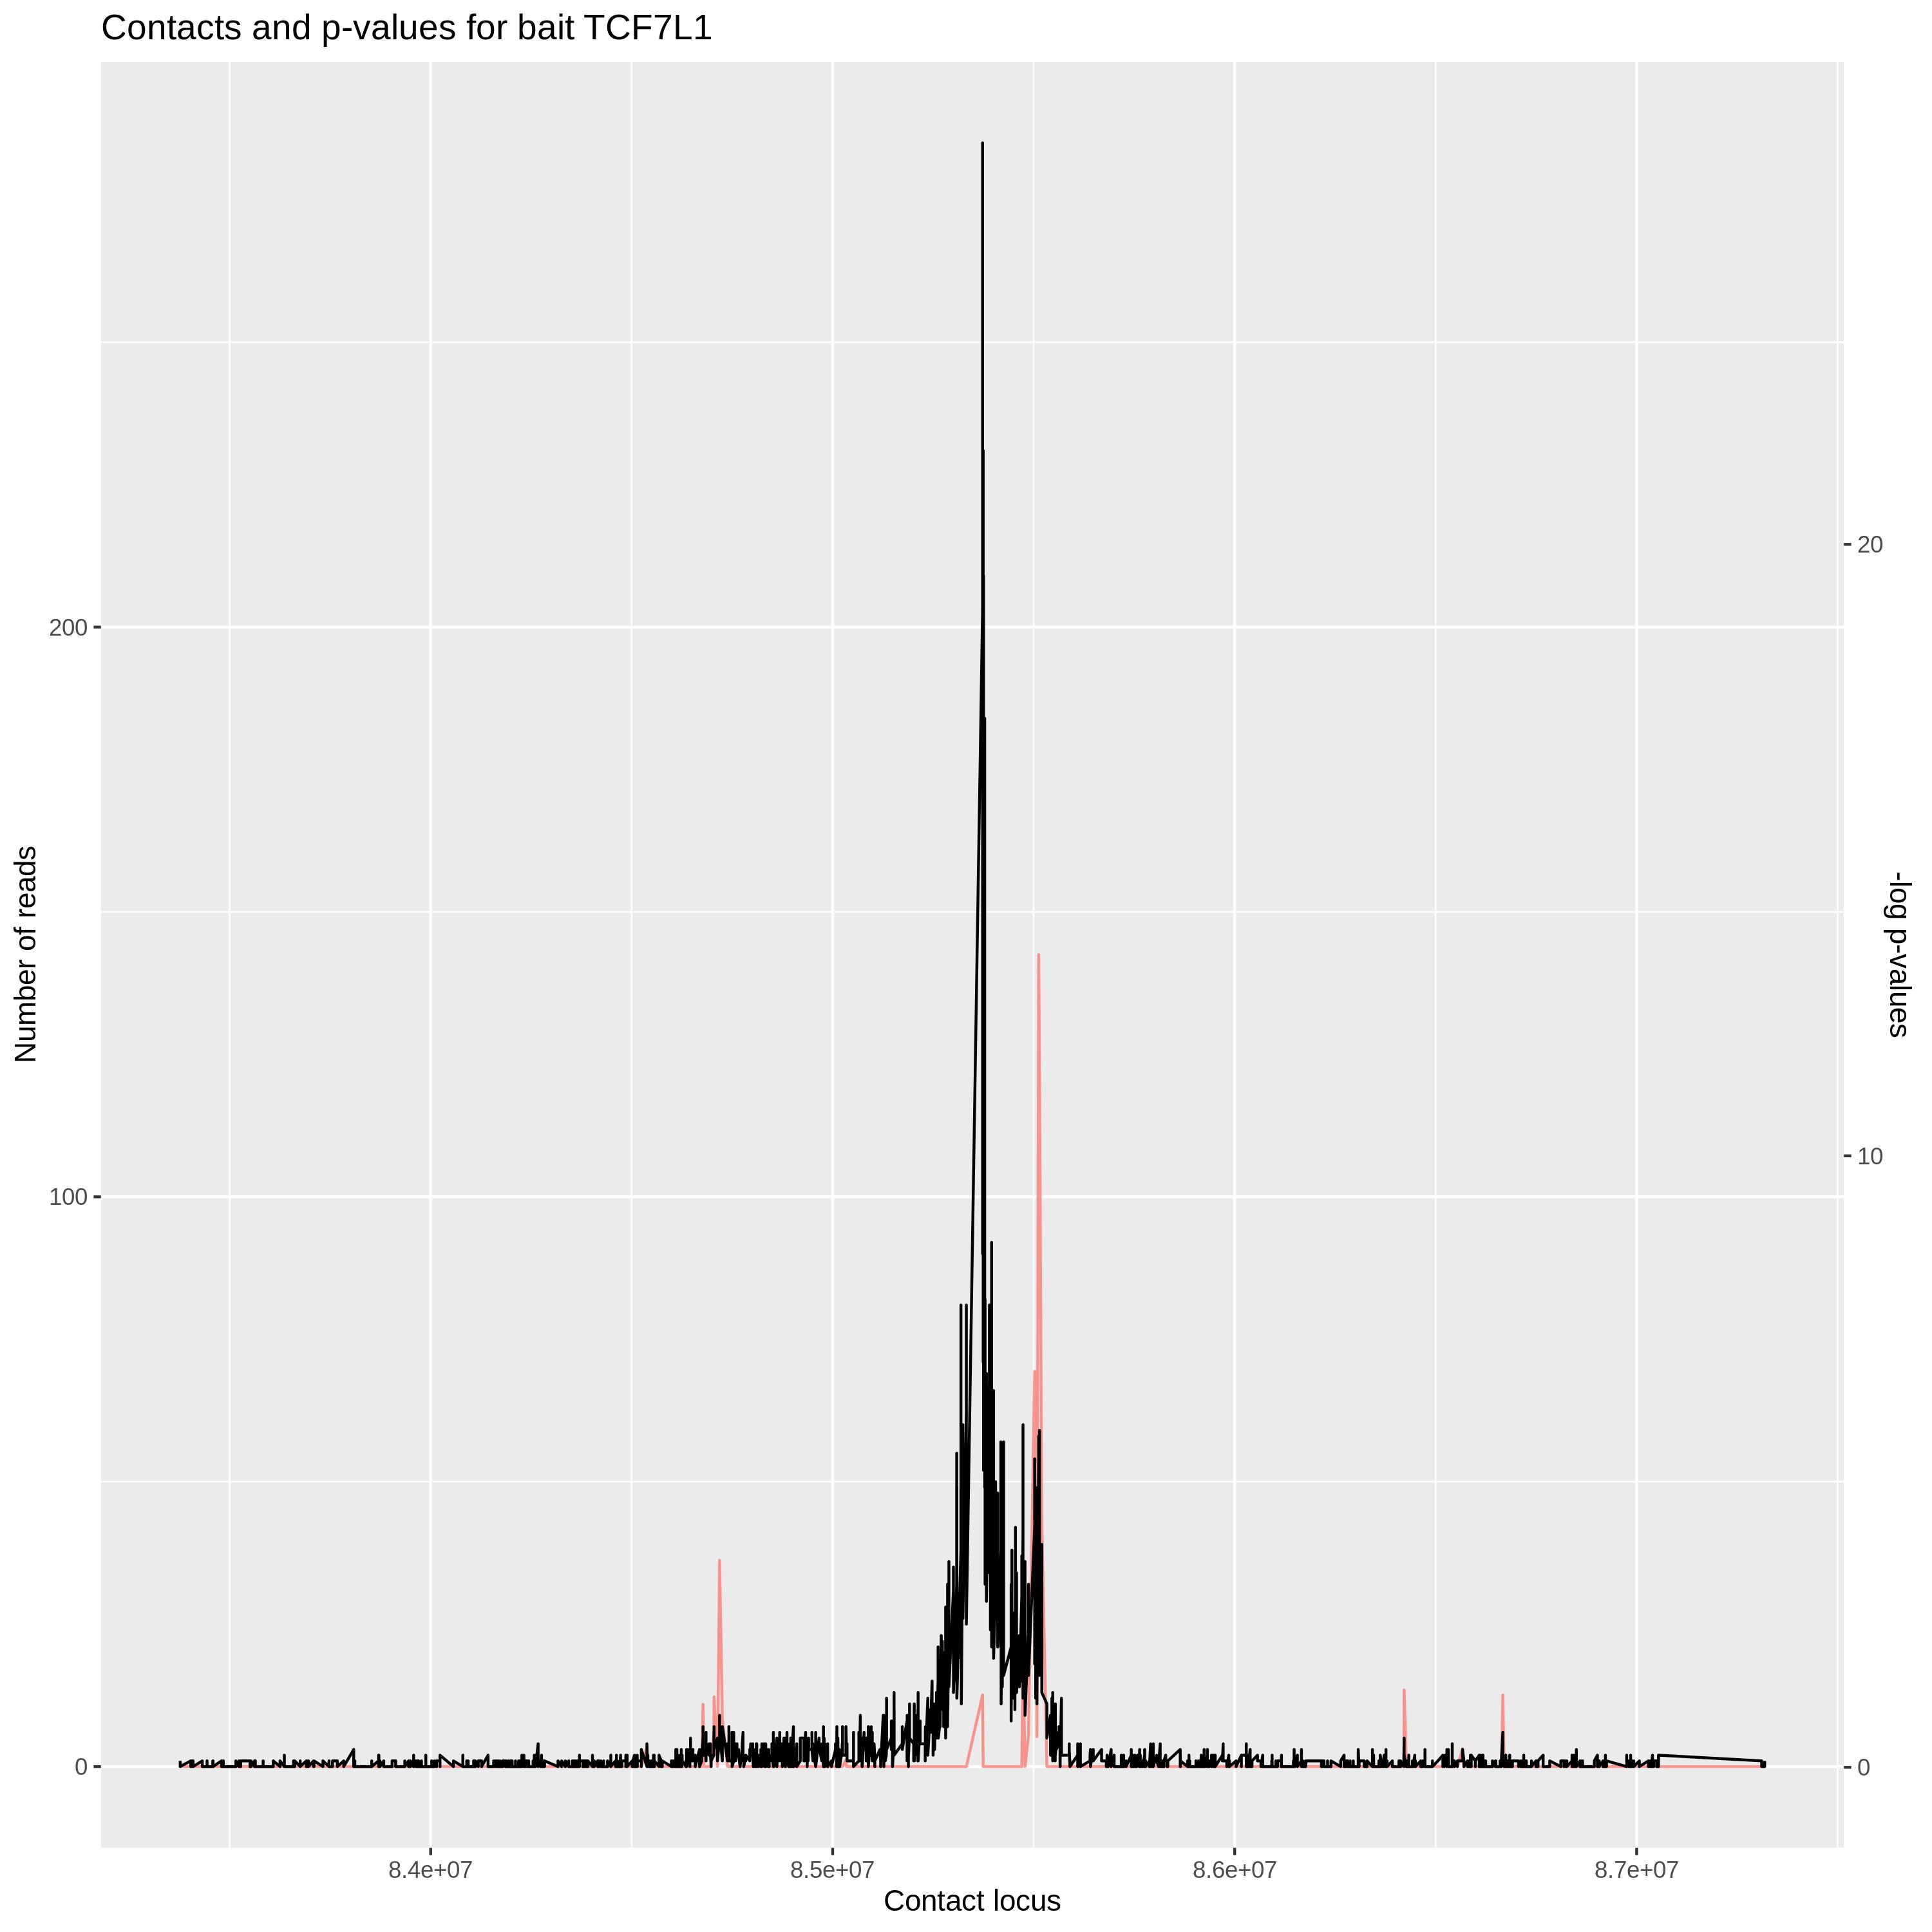 Contacts and p-values for bait TCF7L1
200
100
0
Number of reads
20
10
0
-log p-values
8.4e+07
8.5e+07
8.6e+07
8.7e+07
Contact locus